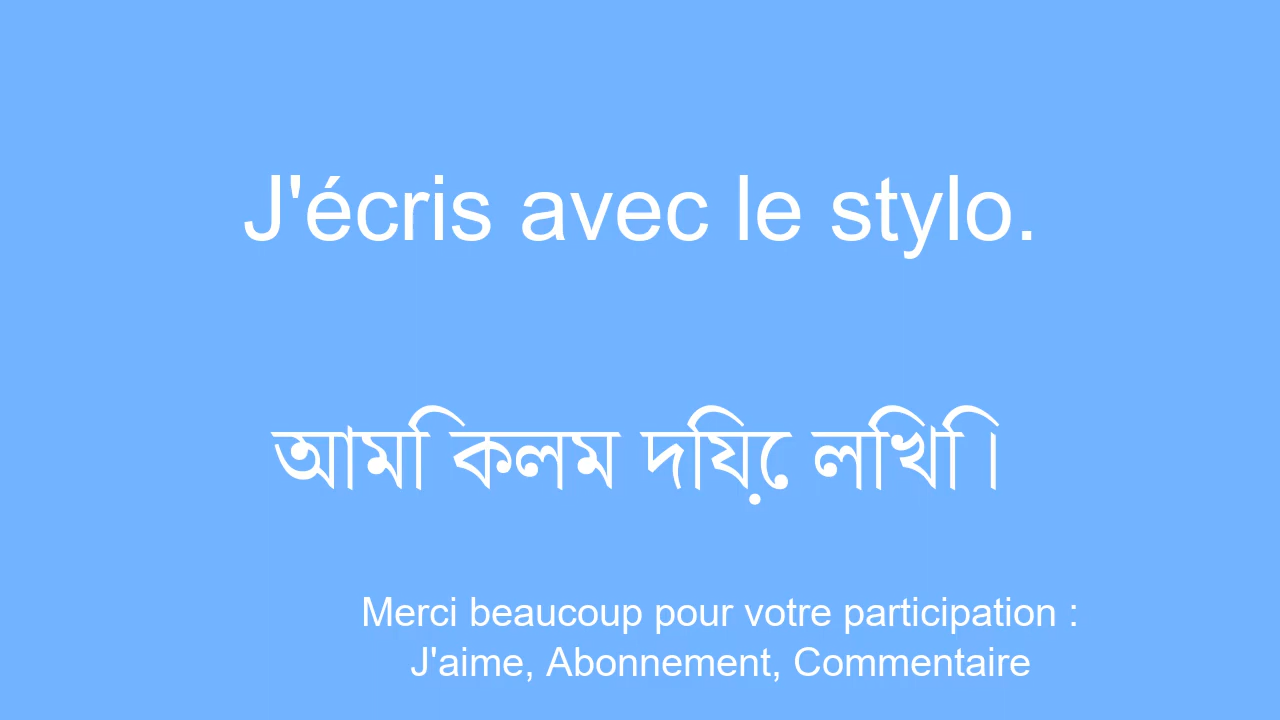 J'écris avec le stylo.
আমি কলম দিয়ে লিখি।
Merci beaucoup pour votre participation :
J'aime, Abonnement, Commentaire